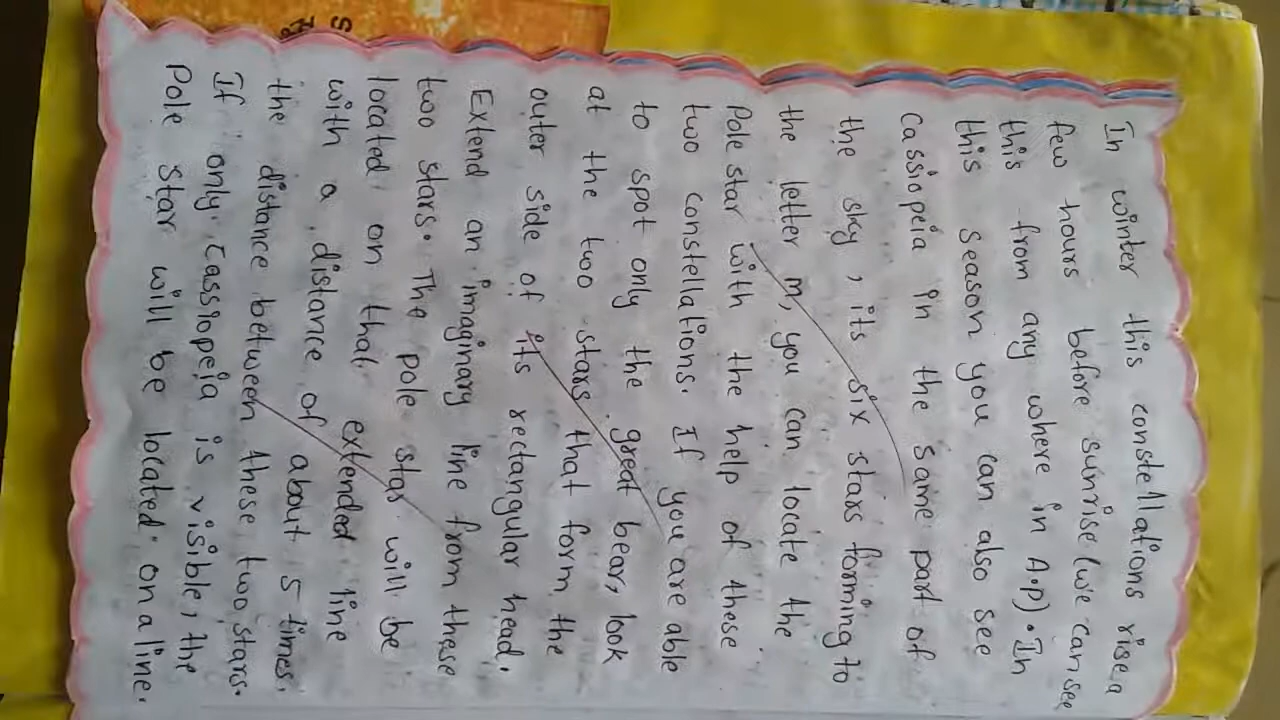 In winter this constellations rise a
few hours before sunrise (we can see
this from any where in A.P). In
this season you can also see
cassiopeia in the same part of
the sky, its six stars forming to
the letter m, you can locate the
Pole star with the help of these
two constellations. If you are able
to spot only the great bear, look
at the two stars that form the
outer side of its rectangular head.
Extend an imaginary line from these
two stars. The pole star will be
located on that extended line
with a distance of about 5 times.
the distance between these two stars.
If only cassiopeia is visible, the
Pole star will be located on a line.